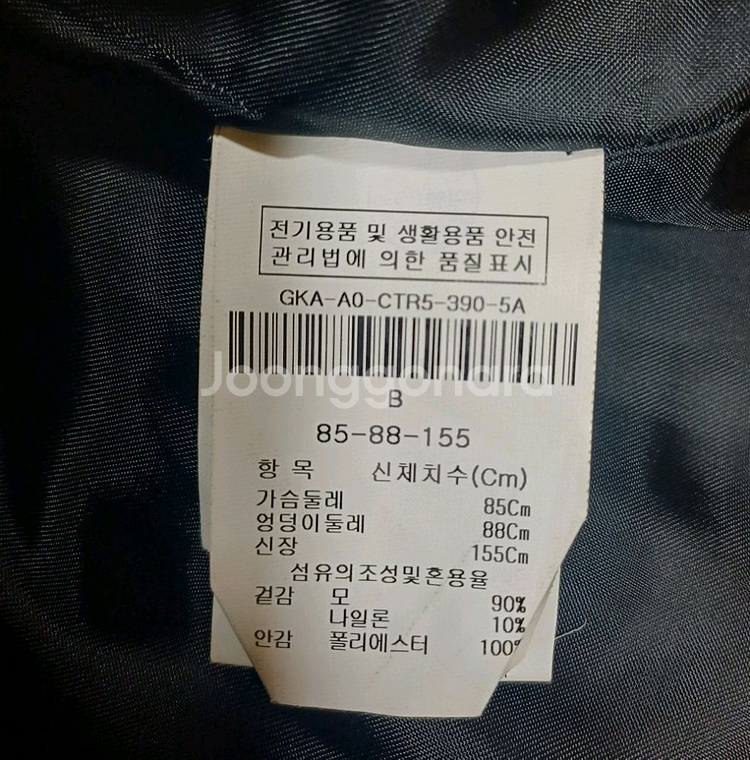 전기용품 및 생활용품 안전
관리법에 의한 품질표시
GKA-A0-CTR5-390-5A
Joonggonara
B
85-88-155
항 목 신체치수(Cm)
가슴둘레 85Cm
엉덩이둘레 88Cm
신장 155Cm
섬유의조성및혼용율
겉감 모 90%
나일론 10%
안감 폴리에스터 100%